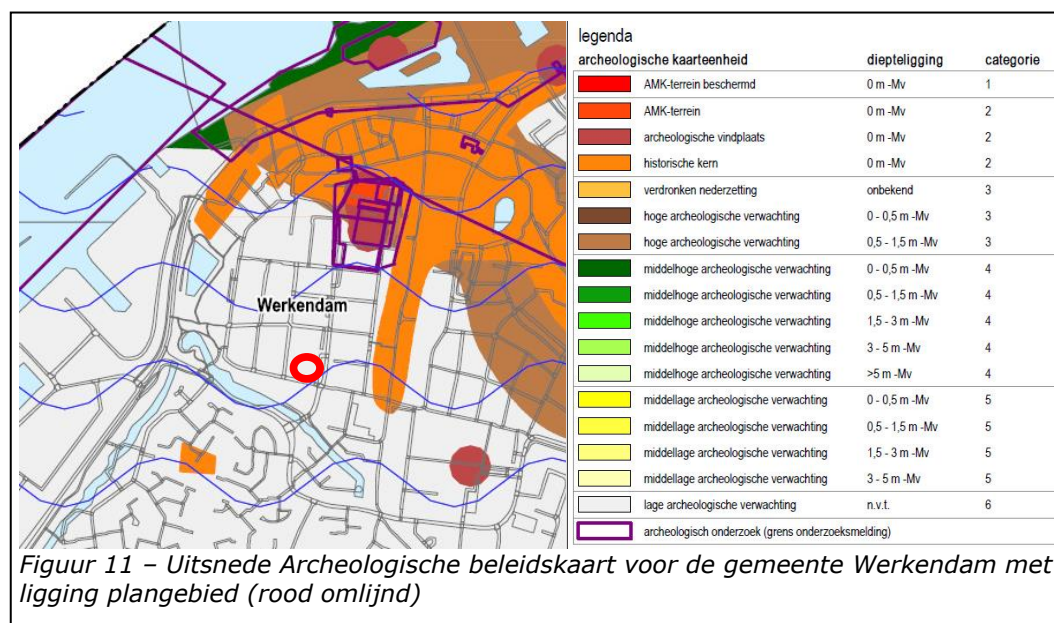 Werkendam
legenda
archeologische kaarteenheid diepteligging categorie
AMK-terrein beschermd 0 m -Mv 1
AMK-terrein 0 m -Mv 2
archeologische vindplaats 0 m -Mv 2
historische kern 0 m -Mv 2
verdronken nederzetting onbekend 3
hoge archeologische verwachting 0 - 0,5 m -Mv 3
hoge archeologische verwachting 0,5 - 1,5 m -Mv 3
middelhoge archeologische verwachting 0 - 0,5 m -Mv 4
middelhoge archeologische verwachting 0,5 - 1,5 m -Mv 4
middelhoge archeologische verwachting 1,5 - 3 m -Mv 4
middelhoge archeologische verwachting 3 - 5 m -Mv 4
middelhoge archeologische verwachting >5 m -Mv 4
middellage archeologische verwachting 0 - 0,5 m -Mv 5
middellage archeologische verwachting 0,5 - 1,5 m -Mv 5
middellage archeologische verwachting 1,5 - 3 m -Mv 5
middellage archeologische verwachting 3 - 5 m -Mv 5
lage archeologische verwachting n.v.t. 6
archeologisch onderzoek (grens onderzoeksmelding)
Figuur 11 – Uitsnede Archeologische beleidskaart voor de gemeente Werkendam met
ligging plangebied (rood omlijnd)